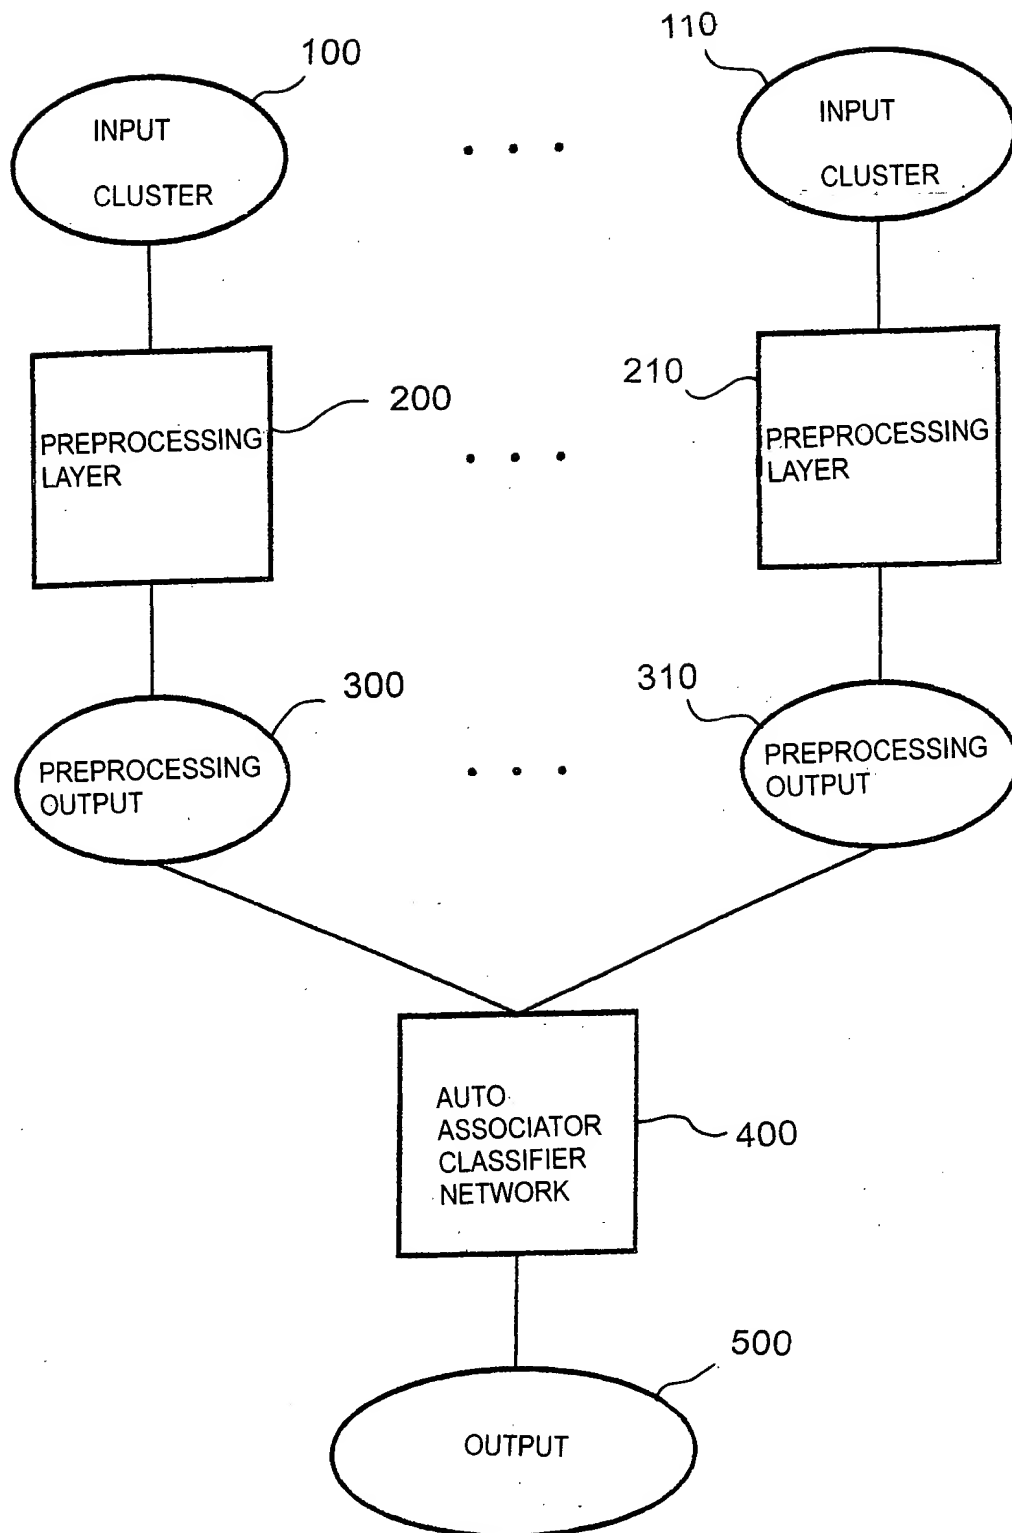 100
110
INPUT
CLUSTER
INPUT
CLUSTER
200
210
PREPROCESSING
LAYER
PREPROCESSING
LAYER
300
310
PREPROCESSING
OUTPUT
PREPROCESSING
OUTPUT
AUTO
ASSOCIATOR
CLASSIFIER
NETWORK
400
500
OUTPUT